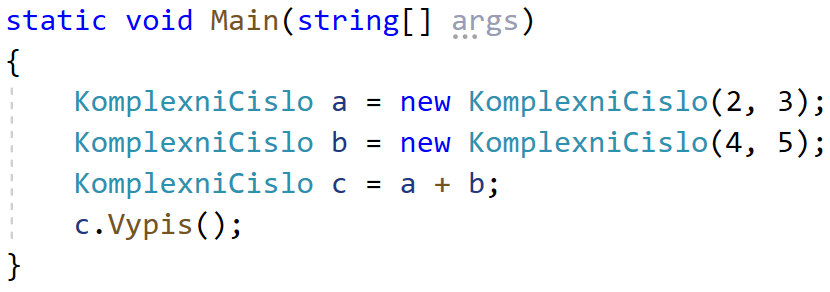 static void Main(string[] args)
{
    KomplexniCislo a = new KomplexniCislo(2, 3);
    KomplexniCislo b = new KomplexniCislo(4, 5);
    KomplexniCislo c = a + b;
    c.Vypis();
}